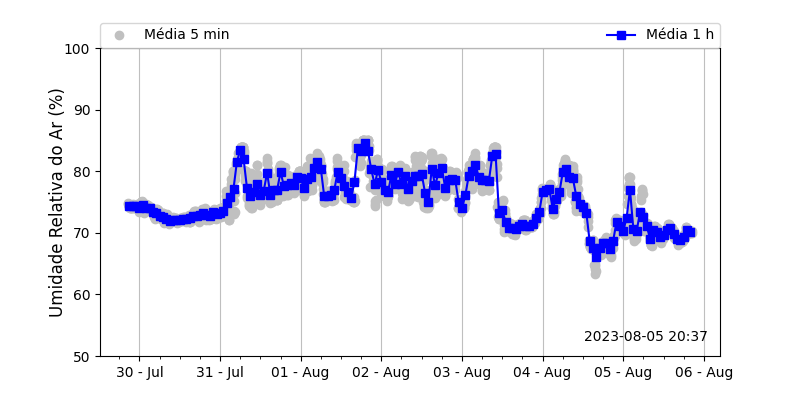 Média 5 min
Média 1 h
100
90
80
70
60
50
Umidade Relativa do Ar (%)
2023-08-05 20:37
30 - Jul
31 - Jul
01 - Aug
02 - Aug
03 - Aug
04 - Aug
05 - Aug
06 - Aug